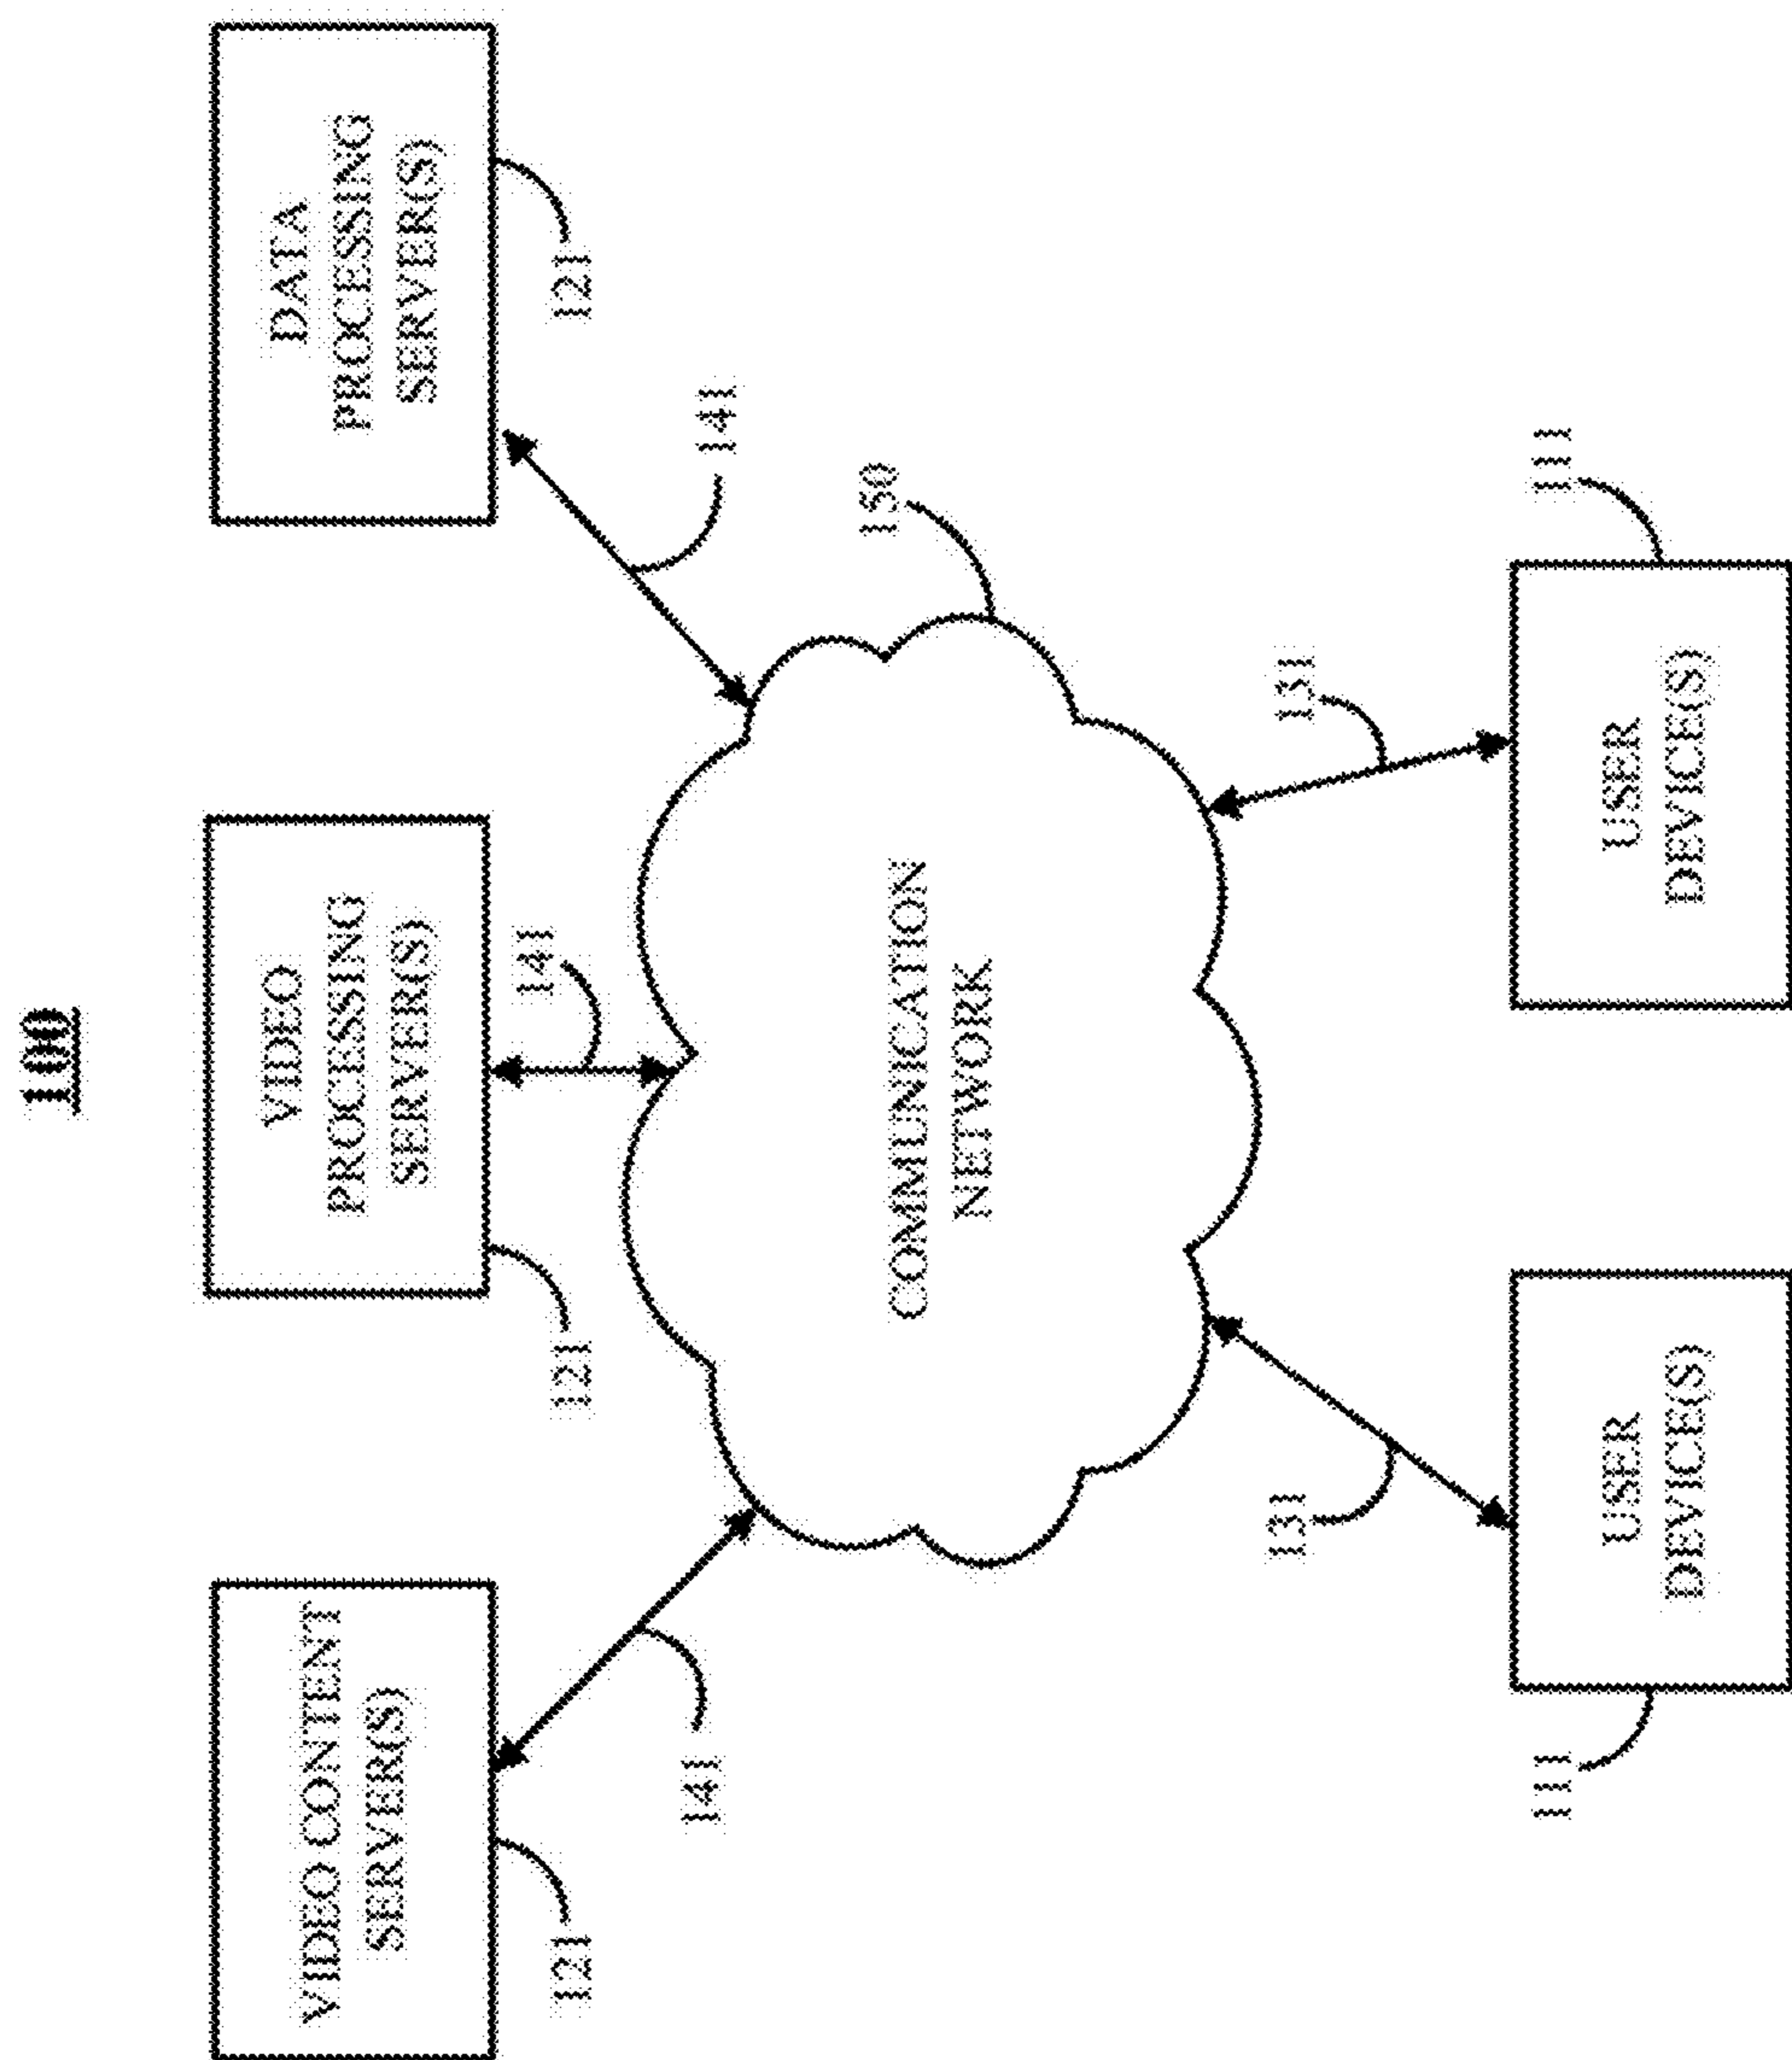 100
VIDEO CONTENT
SERVER(S)
121
VIDEO
PROCESSING
SERVER(S)
121
DATA
PROCESSING
SERVER(S)
121
141
141
141
150
COMMUNICATION
NETWORK
131
131
USER
DEVICE(S)
111
USER
DEVICE(S)
111